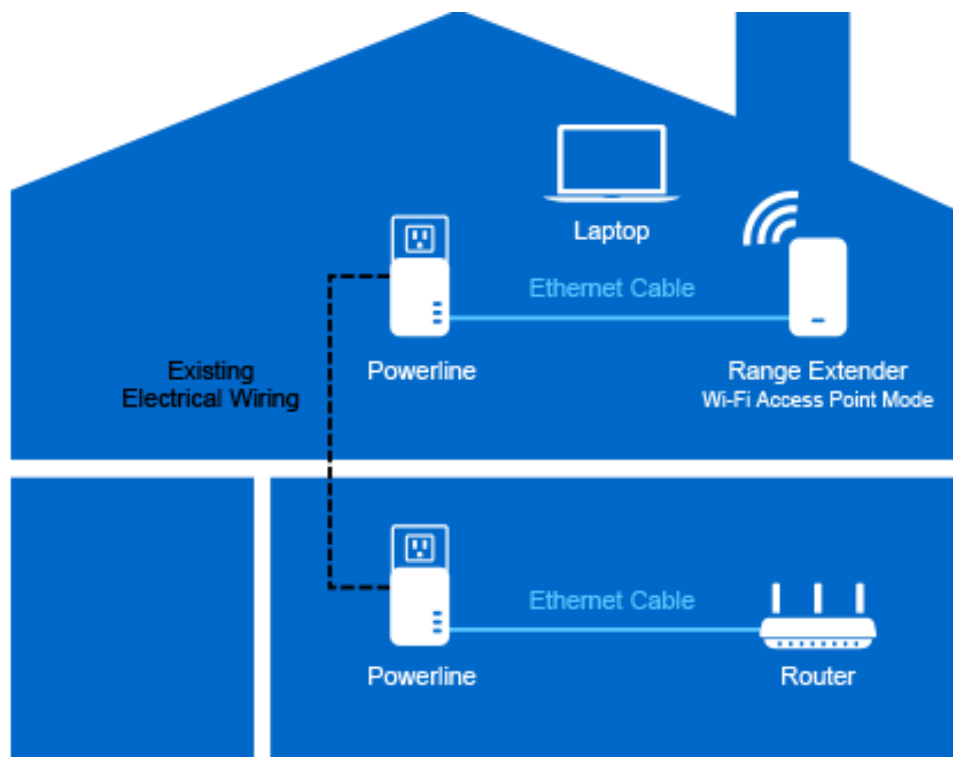 Laptop
Ethernet Cable
Existing
Electrical Wiring
Powerline
Range Extender
Wi-Fi Access Point Mode
Ethernet Cable
Powerline
Router